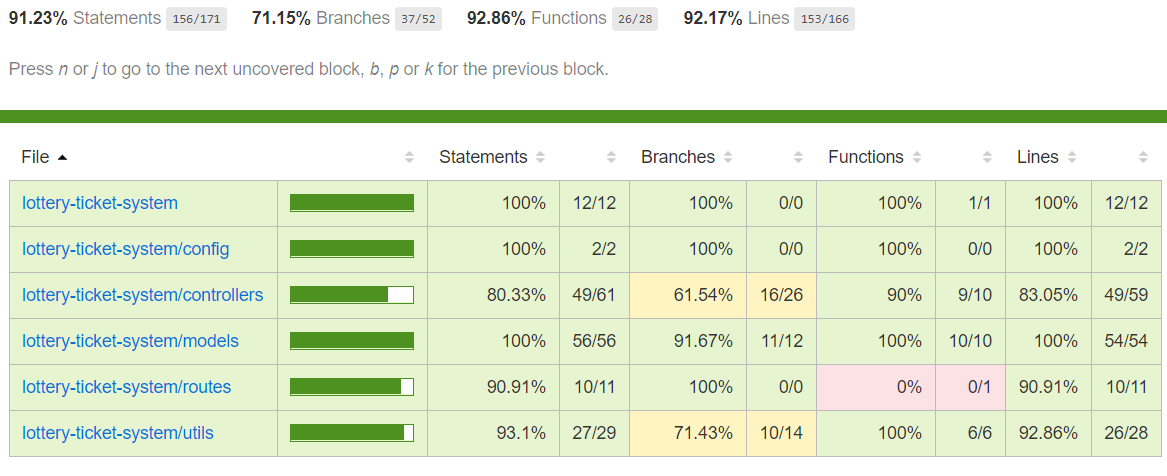 91.23% Statements 156/171 71.15% Branches 37/52 92.86% Functions 26/28 92.17% Lines 153/166
Press n or j to go to the next uncovered block, b, p or k for the previous block.
File Statements Branches Functions Lines
lottery-ticket-system 100% 12/12 100% 0/0 100% 1/1 100% 12/12
lottery-ticket-system/config 100% 2/2 100% 0/0 100% 0/0 100% 2/2
lottery-ticket-system/controllers 80.33% 49/61 61.54% 16/26 90% 9/10 83.05% 49/59
lottery-ticket-system/models 100% 56/56 91.67% 11/12 100% 10/10 100% 54/54
lottery-ticket-system/routes 90.91% 10/11 100% 0/0 0% 0/1 90.91% 10/11
lottery-ticket-system/utils 93.1% 27/29 71.43% 10/14 100% 6/6 92.86% 26/28